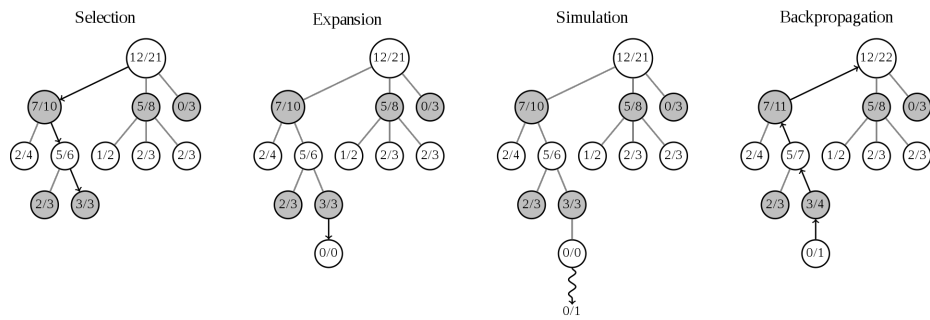 Selection
12/21
7/10 5/8 0/3
2/4 5/6 1/2 2/3 2/3
2/3 3/3
Expansion
12/21
7/10 5/8 0/3
2/4 5/6 1/2 2/3 2/3
2/3 3/3
0/0
Simulation
12/21
7/10 5/8 0/3
2/4 5/6 1/2 2/3 2/3
2/3 3/3
0/0
0/1
Backpropagation
12/22
7/11 5/8 0/3
2/4 5/7 1/2 2/3 2/3
2/3 3/4
0/1